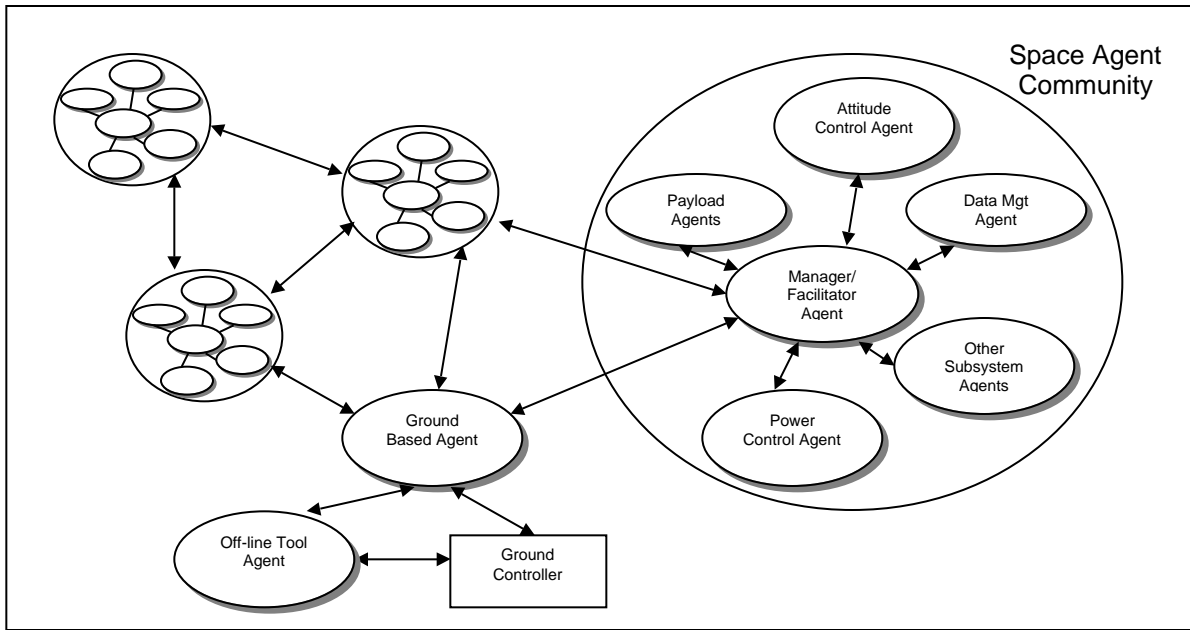 Space Agent
Community
Attitude
Control Agent
Payload
Agents
Data Mgt
Agent
Manager/
Facilitator
Agent
Other
Subsystem
Agents
Power
Control Agent
Ground
Based Agent
Off-line Tool
Agent
Ground
Controller